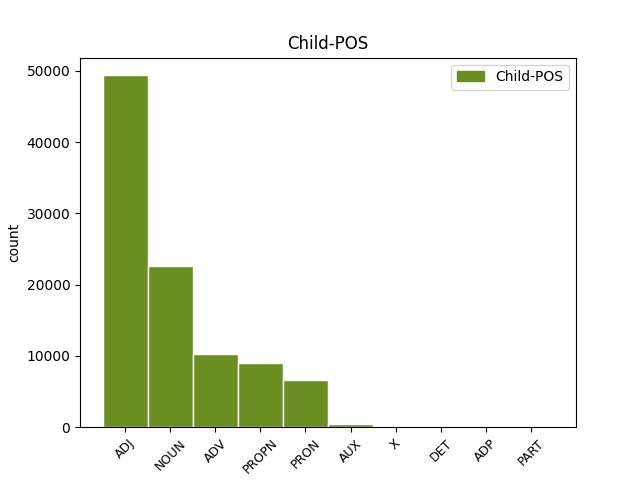 Child-POS
Child-POS
count
50000
40000
30000
20000
10000
0
ADJ NOUN ADV PROPN PRON AUX X DET ADP PART